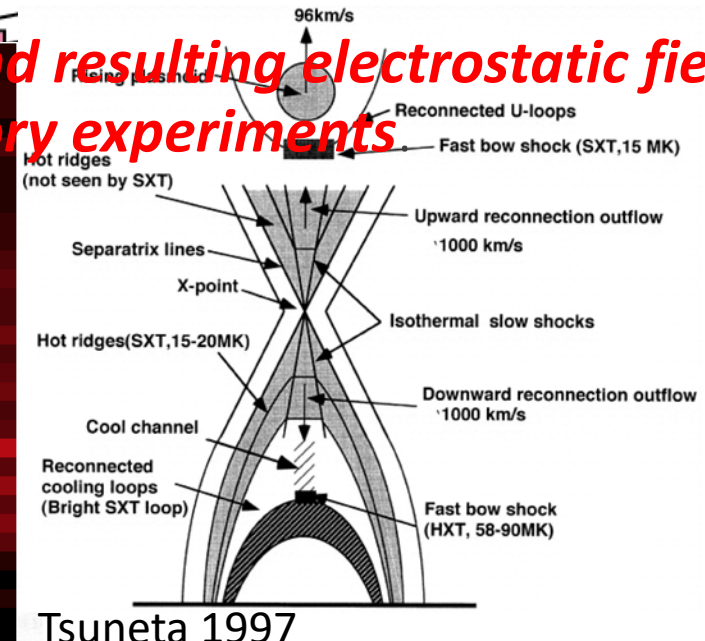 96km/s
d resulting electrostatic fie
Rising plasmoid
Reconnected U-loops
ry experiments.
Fast bow shock (SXT,15 MK)
Hot ridges
(not seen by SXT)
Upward reconnection outflow
~1000 km/s
Separatrix lines
X-point
Isothermal slow shocks
Hot ridges(SXT,15-20MK)
Downward reconnection outflow
~1000 km/s
Cool channel
Reconnected
cooling loops
(Bright SXT loop)
Fast bow shock
(HXT, 58-90MK)
Tsuneta 1997